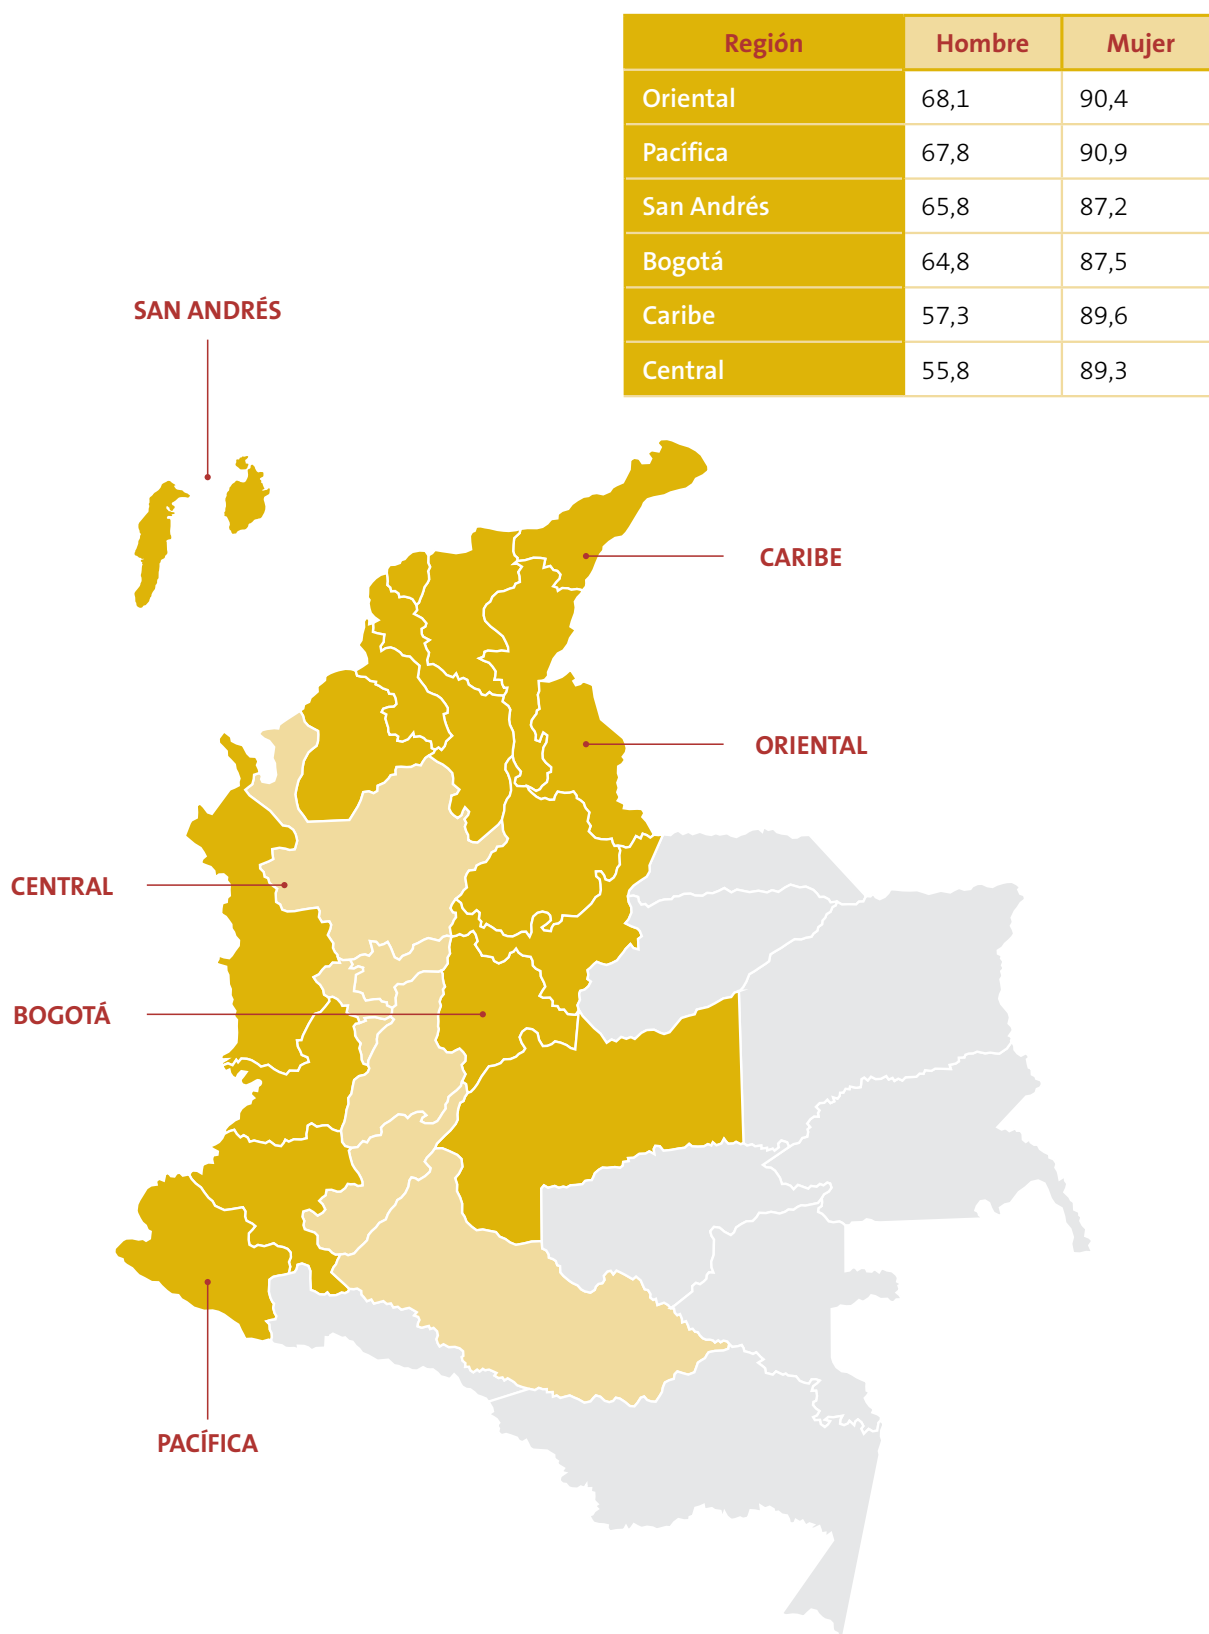 Región Hombre Mujer
Oriental 68,1 90,4
Pacífica 67,8 90,9
San Andrés 65,8 87,2
Bogotá 64,8 87,5
Caribe 57,3 89,6
Central 55,8 89,3
SAN ANDRÉS
CARIBE
ORIENTAL
CENTRAL
BOGOTÁ
PACÍFICA